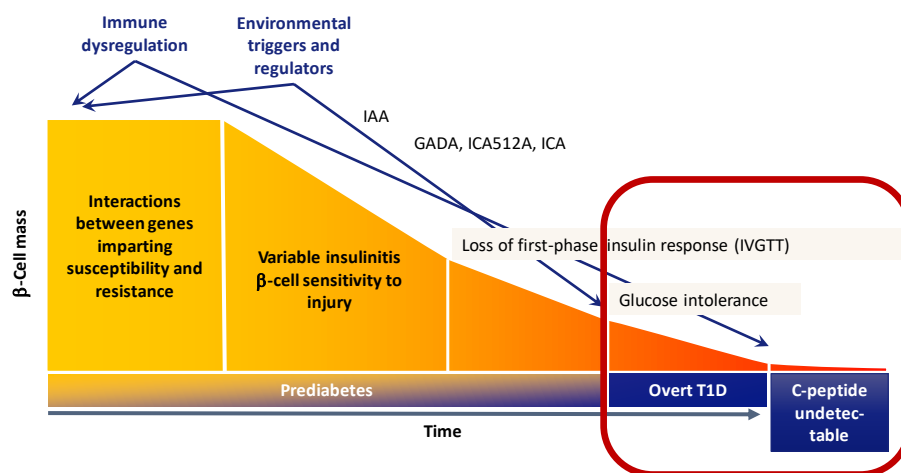 Immune
dysregulation
Environmental
triggers and
regulators
IAA
GADA, ICA512A, ICA
β-Cell mass
Interactions
between genes
imparting
susceptibility and
resistance
Variable insulinitis
β-cell sensitivity to
injury
Loss of first-phase insulin response (IVGTT)
Glucose intolerance
Prediabetes
Overt T1D
C-peptide
undetec-
table
Time